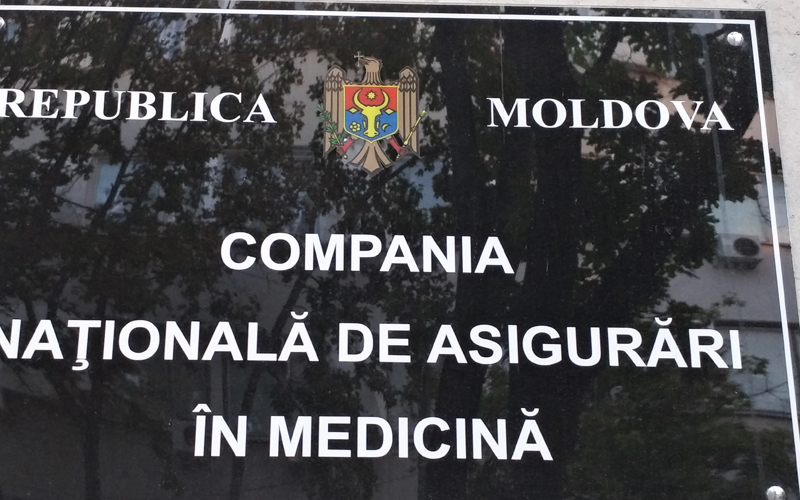 REPUBLICA MOLDOVA
COMPANIA
NAŢIONALĂ DE ASIGURĂRI
ÎN MEDICINĂ